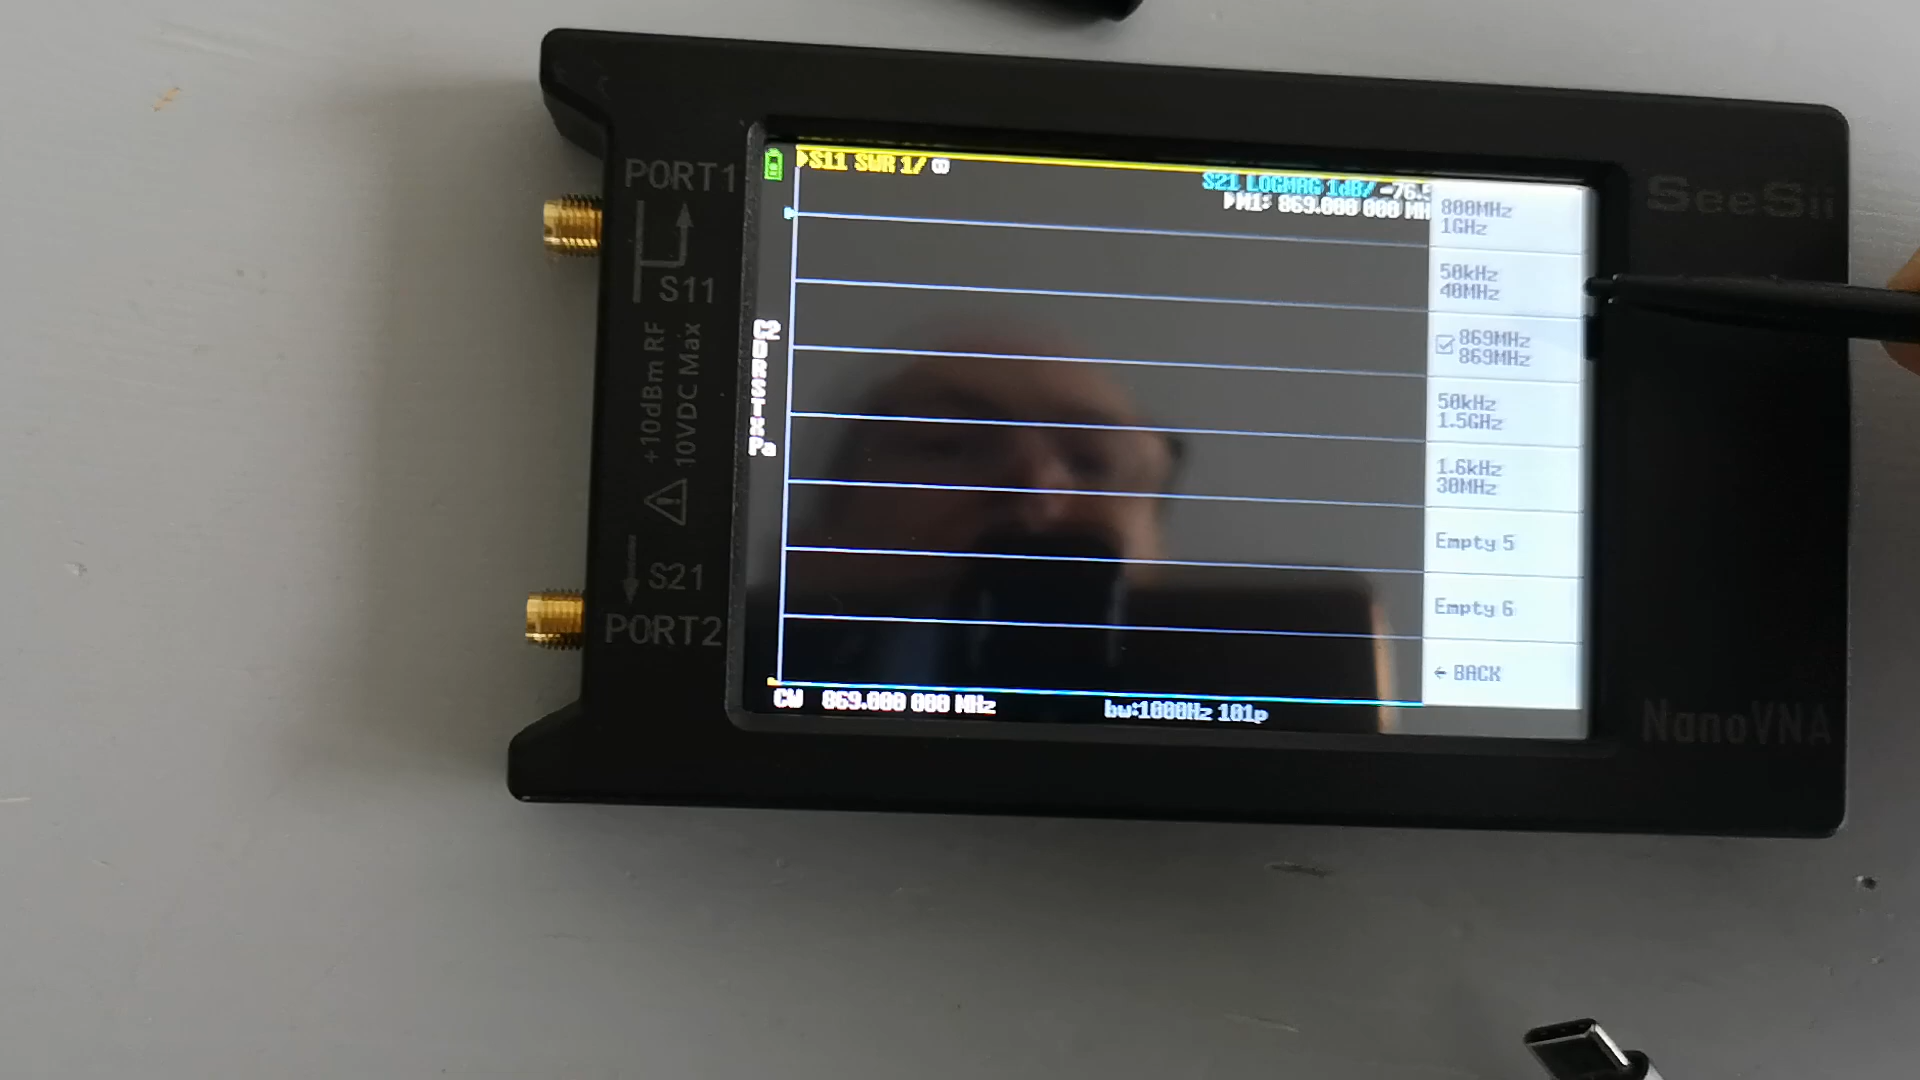 PORT1
S11
+10dBm RF
10VDC Max
S21
PORT2
S11 SWR 1/ ∞
S21 LOGMAG 1dB/ -76.5
M1: 869.000 000 MH
C2
D
R
S
T
X
Pa
CW 869.000 000 MHz
bw:1000Hz 101p
800MHz
1GHz
50kHz
40MHz
869MHz
869MHz
50kHz
1.5GHz
1.6kHz
30MHz
Empty 5
Empty 6
← BACK
SeeSii
NanoVNA